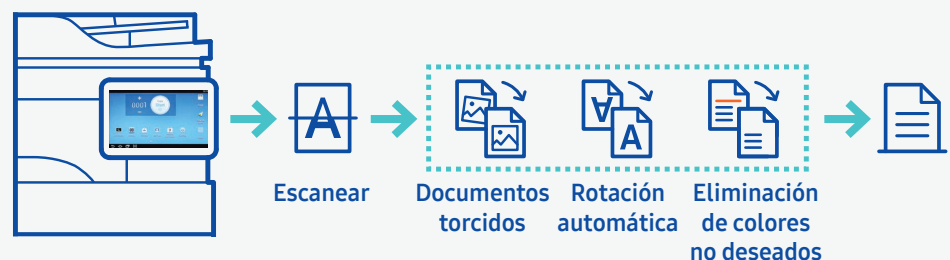 Escanear
Documentos
torcidos
Rotación
automática
Eliminación
de colores
no deseados
A
A
A